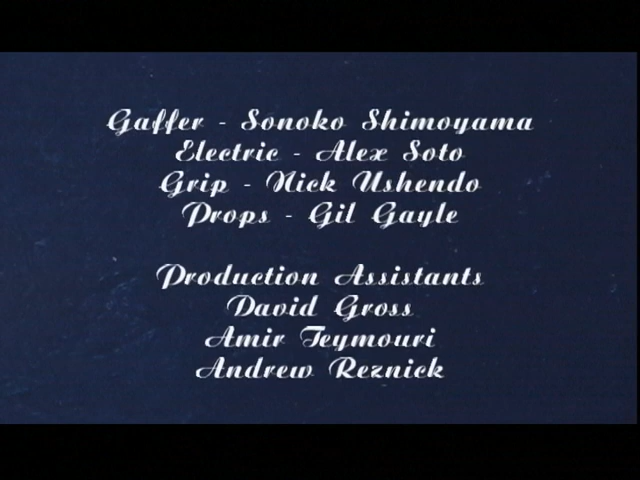 Gaffer - Sonoko Shimoyama
Electric - Alex Soto
Grip - Nick Ushendo
Props - Gil Gayle
Production Assistants
David Gross
Amir Teymouri
Andrew Reznick